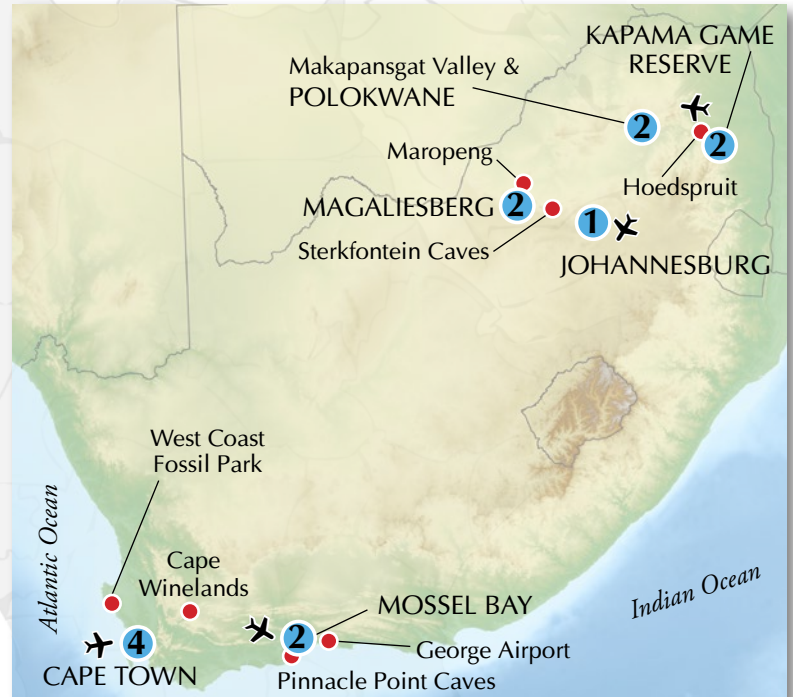 KAPAMA GAME
RESERVE
Makapansgat Valley &
POLOKWANE
2
2
Hoedspruit
Maropeng
MAGALIESBERG
2
1
Sterkfontein Caves
JOHANNESBURG
West Coast
Fossil Park
Atlantic Ocean
Cape
Winelands
Indian Ocean
MOSSEL BAY
4
2
George Airport
CAPE TOWN
Pinnacle Point Caves